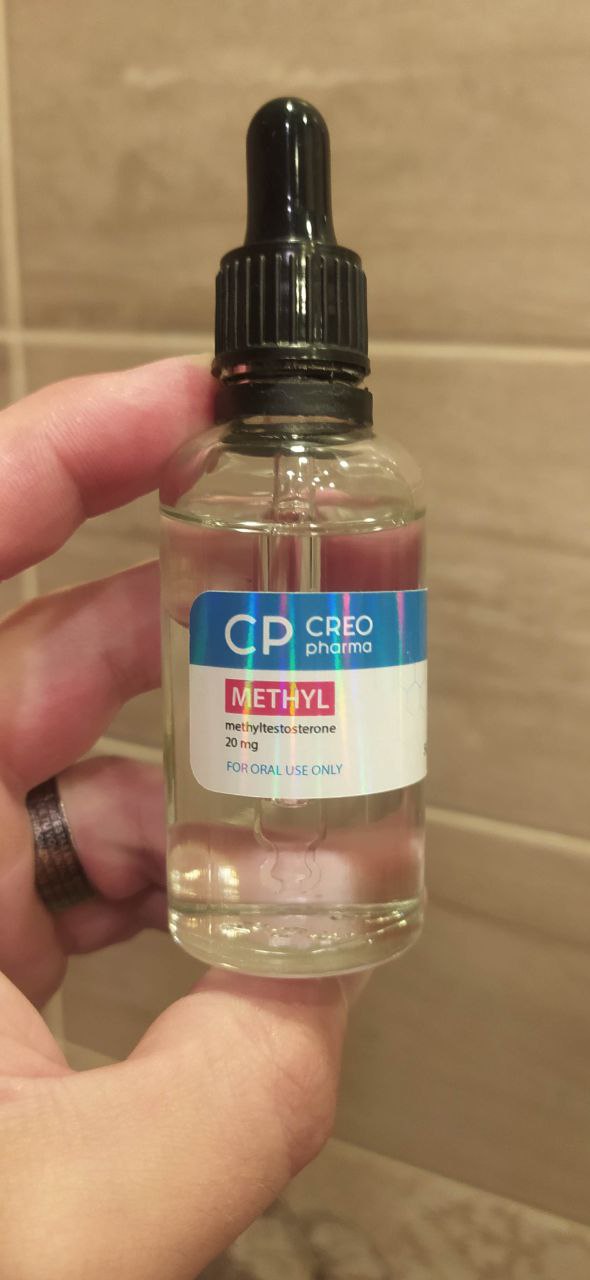 CP CREO
pharma
METHYL
methyltestosterone
20 mg
FOR ORAL USE ONLY